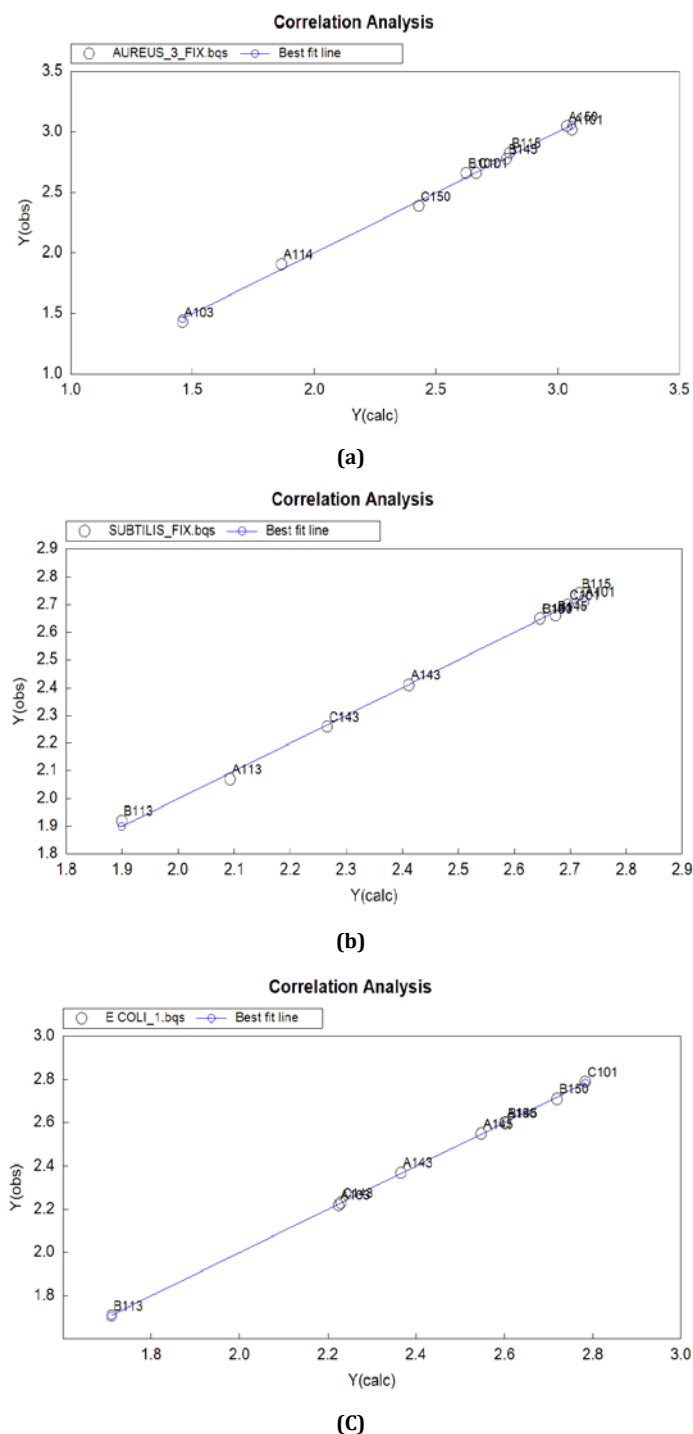 Correlation Analysis
AUREUS_3_FIX.bqs Best fit line
3.5
A150
A101
3.0
B115
B145
C101
2.5
C150
Y(obs)
2.0
A114
1.5
A103
1.0
1.0 1.5 2.0 2.5 3.0 3.5
Y(calc)
(a)
Correlation Analysis
SUBTILIS_FIX.bqs Best fit line
2.9
2.8
B115
A101
2.7
C101
B145
2.6
2.5
A143
2.4
Y(obs)
2.3
C143
2.2
2.1
A113
2.0
B113
1.9
1.8
1.8 1.9 2.0 2.1 2.2 2.3 2.4 2.5 2.6 2.7 2.8 2.9
Y(calc)
(b)
Correlation Analysis
E COLI_1.bqs Best fit line
3.0
C101
2.8
B150
2.6
A145
A143
2.4
Y(obs)
C143
2.2
2.0
1.8
B113
1.8 2.0 2.2 2.4 2.6 2.8 3.0
Y(calc)
(C)